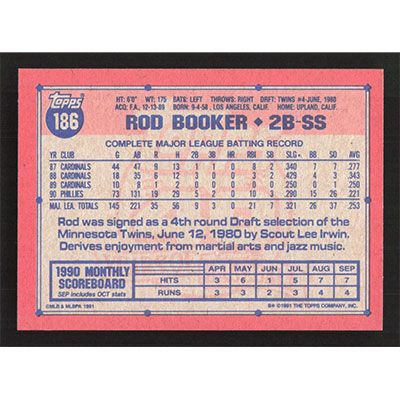 Topps
186
HT: 6'0" WT: 175 BATS: LEFT THROWS: RIGHT DRFT: TWINS #4-JUNE, 1980
ACQ: F.A., 12-13-89 BORN: 9-4-58, LOS ANGELES, CALIF. HOME: UPLAND, CALIF.
ROD BOOKER ◆ 2B-SS
COMPLETE MAJOR LEAGUE BATTING RECORD
YR CLUB G AB R H 2B 3B HR RBI SB SLG BB SO AVG
87 CARDINALS 44 47 9 13 1 1 0 8 2 .340 7 7 .277
88 CARDINALS 18 35 6 12 3 0 0 3 2 .429 4 3 .343
89 CARDINALS 10 8 1 2 0 0 0 0 0 .250 0 1 .250
90 PHILLIES 73 131 19 29 5 2 0 10 3 .290 15 26 .221
MAJ. LEA. TOTALS 145 221 35 56 9 3 0 21 7 .321 26 37 .253
Rod was signed as a 4th round Draft selection of the
Minnesota Twins, June 12, 1980 by Scout Lee Irwin.
Derives enjoyment from martial arts and jazz music.
1990 MONTHLY
SCOREBOARD
SEP includes OCT stats
APR MAY JUN JUL AUG SEP
HITS 3 6 1 5 7 7
RUNS 3 3 1 1 4 7
©MLB & MLBPA 1991
©1991 THE TOPPS COMPANY, INC.